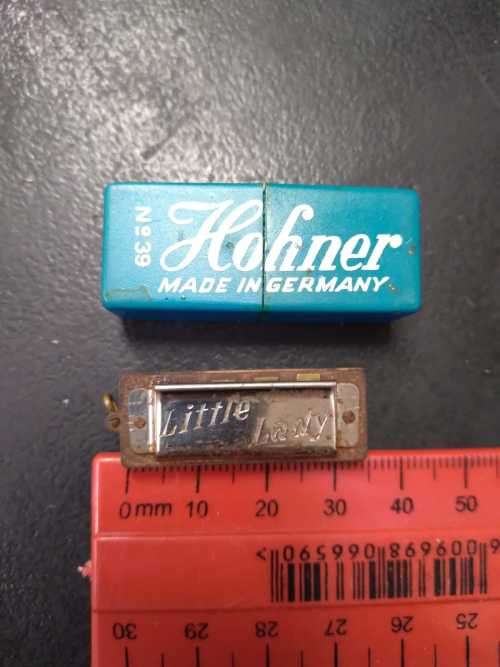 Nº 39
Hohner
MADE IN GERMANY
Little
Lady
0mm 10 20 30 40 50
30 29 28 27 26 25